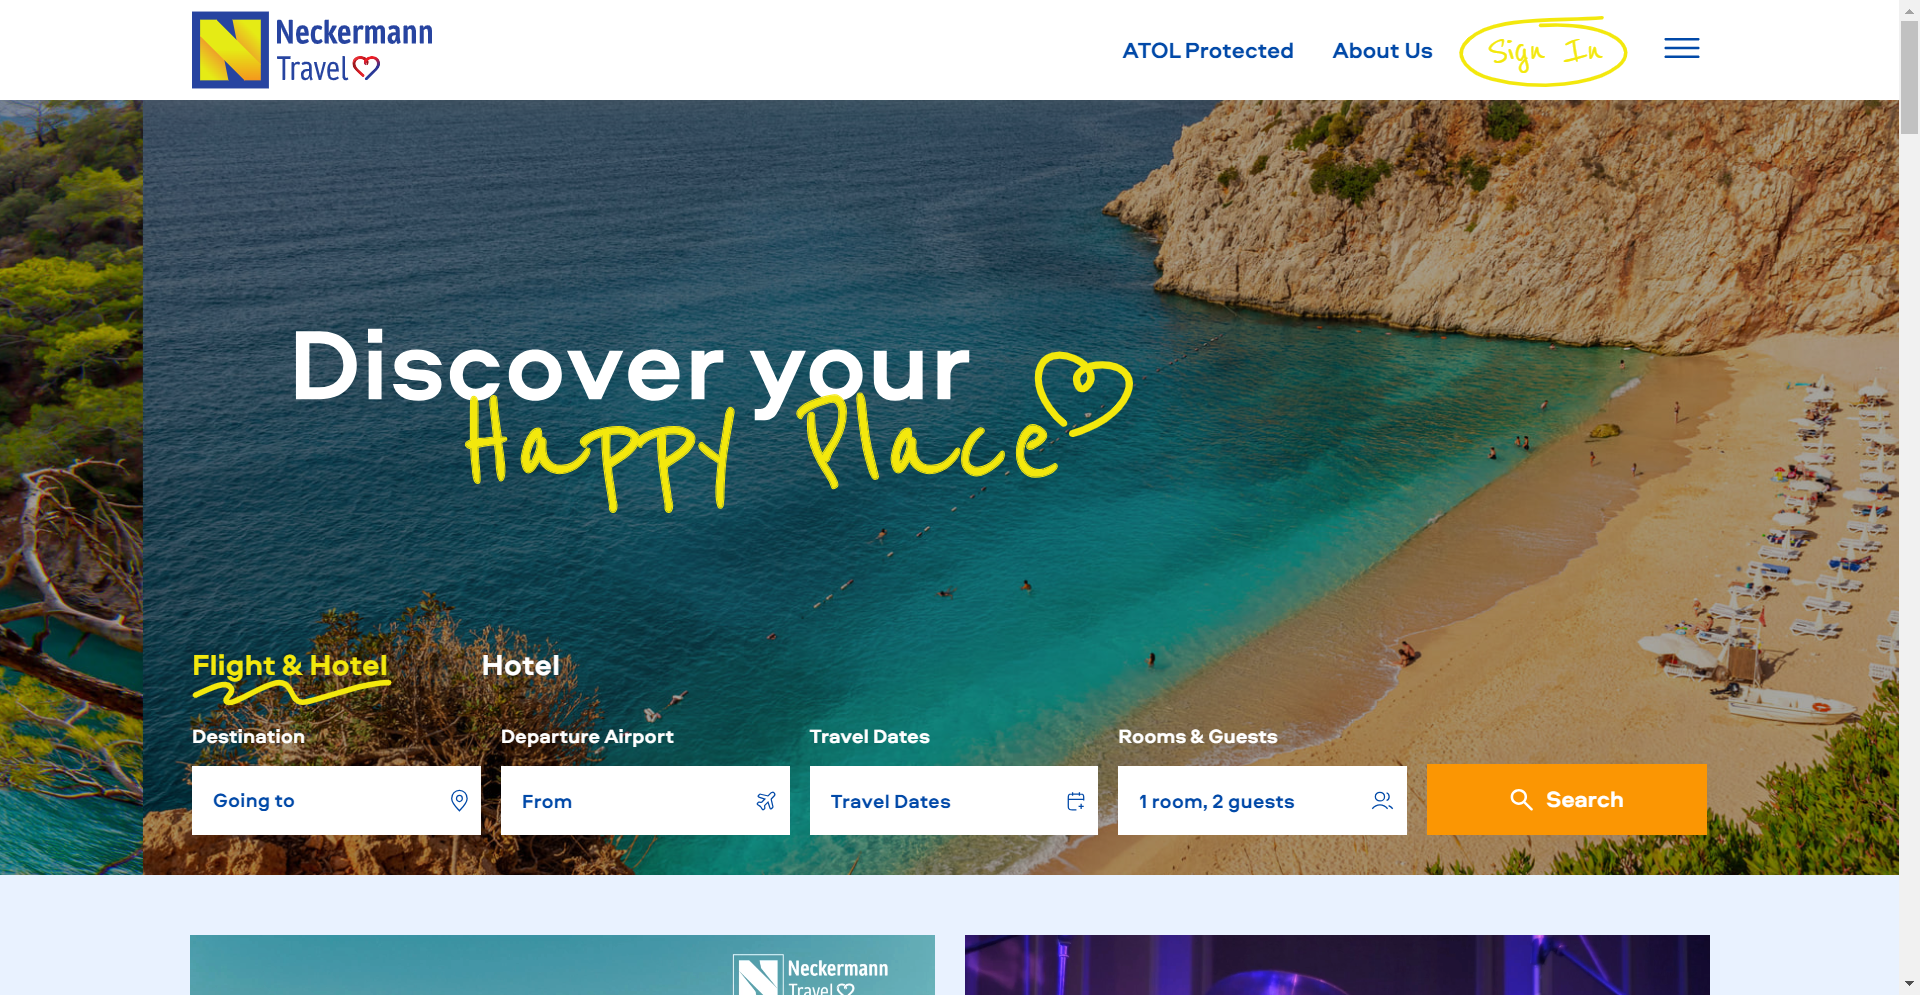 Neckermann
Travel
ATOL Protected
About Us
Sign In
Discover your
Happy Place
Flight & Hotel
Hotel
Destination
Departure Airport
Travel Dates
Rooms & Guests
Going to
From
Travel Dates
1 room, 2 guests
Search
Neckermann
Travel